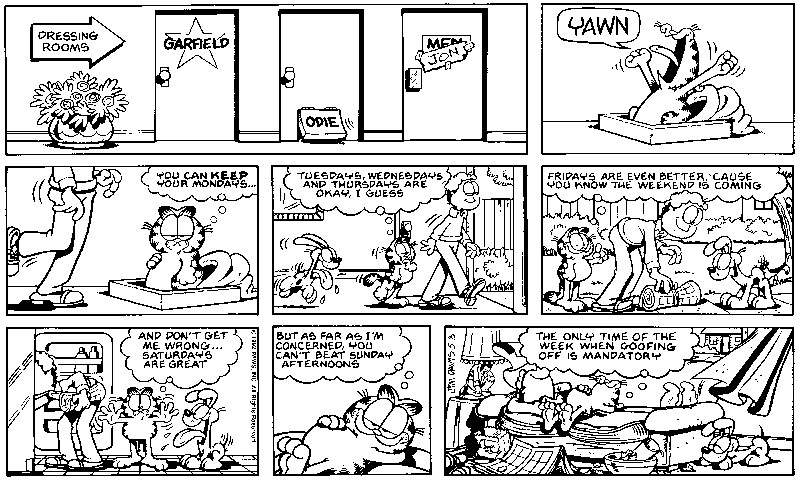 DRESSING
ROOMS
GARFIELD
ODIE
MEN
JON
YAWN
YOU CAN KEEP
YOUR MONDAYS...
TUESDAYS, WEDNESDAYS
AND THURSDAYS ARE
OKAY, I GUESS
FRIDAYS ARE EVEN BETTER, 'CAUSE
YOU KNOW THE WEEKEND IS COMING
AND DON'T GET
ME WRONG...
SATURDAYS
ARE GREAT
BUT AS FAR AS I'M
CONCERNED, YOU
CAN'T BEAT SUNDAY
AFTERNOONS
THE ONLY TIME OF THE
WEEK WHEN GOOFING
OFF IS MANDATORY
JIM DAVIS